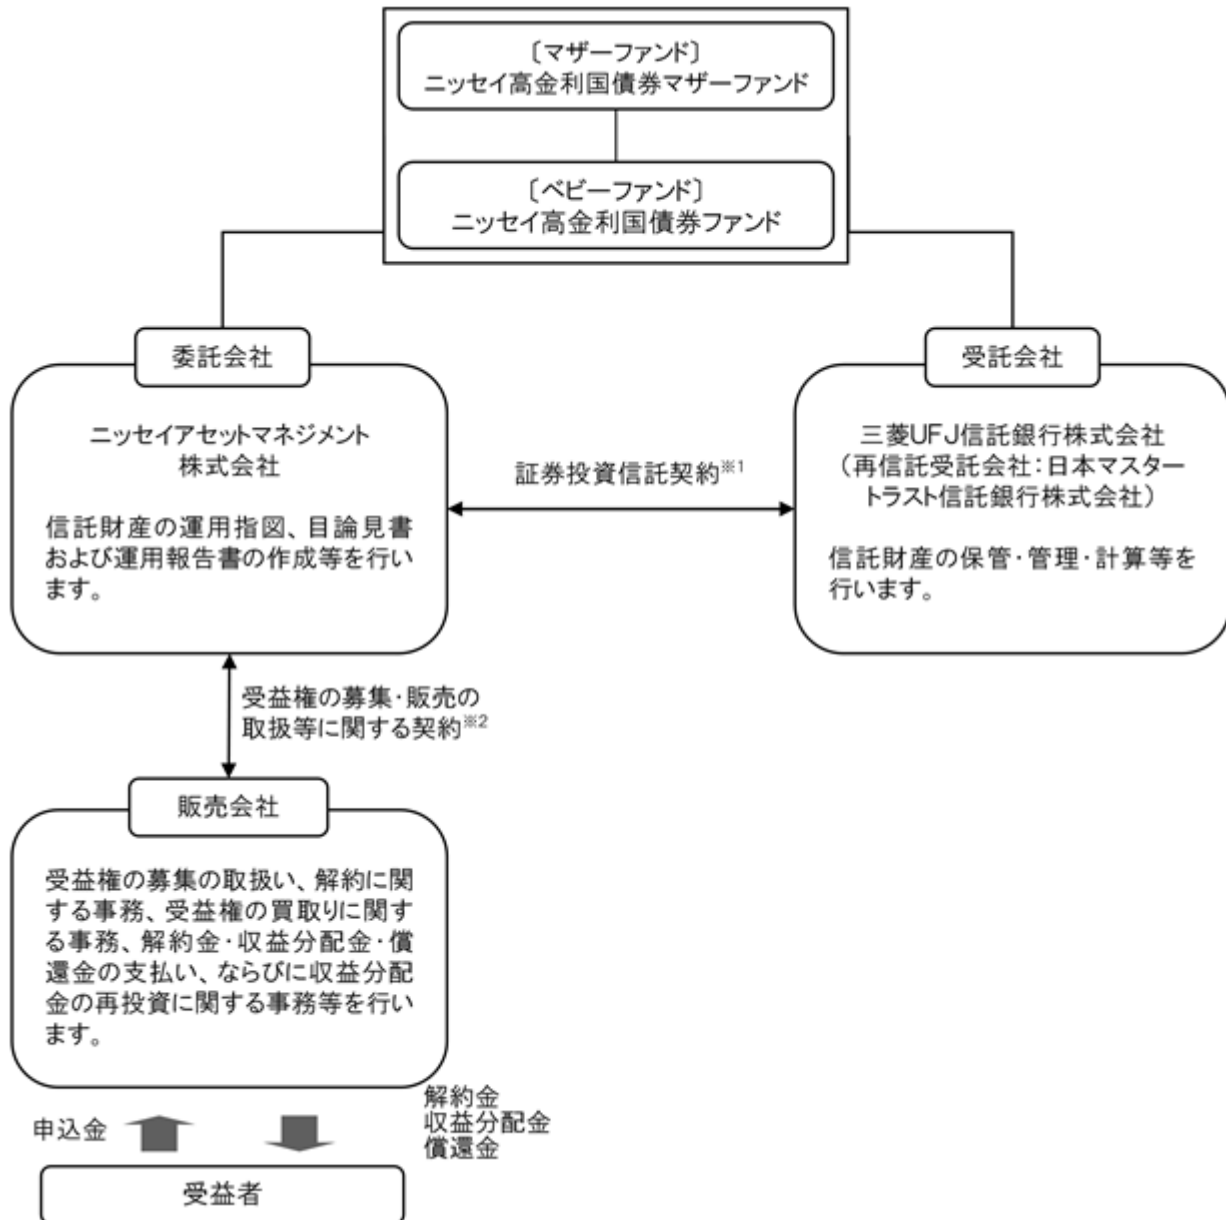 〔マザーファンド〕
ニッセイ高金利国債券マザーファンド
〔ベビーファンド〕
ニッセイ高金利国債券ファンド
委託会社
ニッセイアセットマネジメント
株式会社
信託財産の運用指図、目論見書
および運用報告書の作成等を行い
ます。
証券投資信託契約※1
受託会社
三菱UFJ信託銀行株式会社
(再信託受託会社:日本マスター
トラスト信託銀行株式会社)
信託財産の保管・管理・計算等を
行います。
受益権の募集・販売の
取扱等に関する契約※2
販売会社
受益権の募集の取扱い、解約に関
する事務、受益権の買取りに関す
る事務、解約金・収益分配金・償
還金の支払い、ならびに収益分配
金の再投資に関する事務等を行い
ます。
申込金
解約金
収益分配金
償還金
受益者